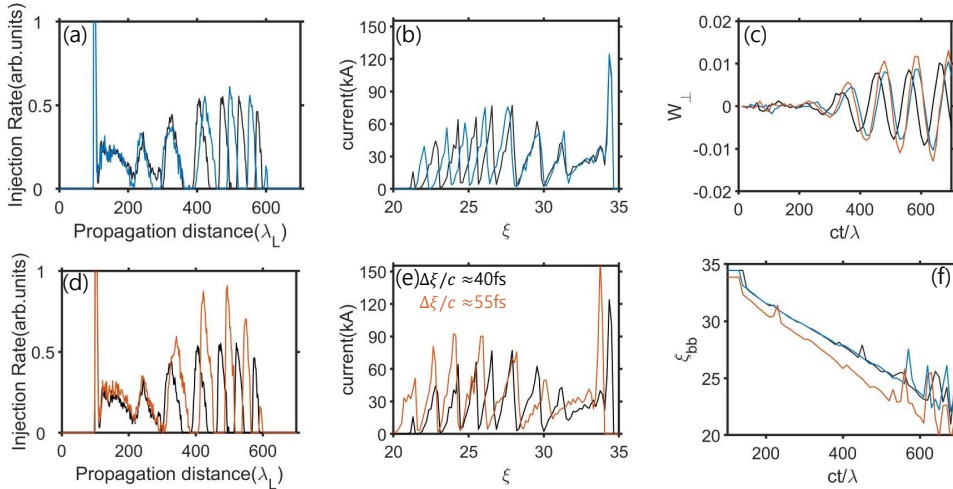 (a)
Injection Rate(arb.units)
1
0.5
0
0 200 400 600
Propagation distance(λ_L)
(b)
current(kA)
150
120
90
60
30
0
20 25 30 35
ξ
(c)
W_⊥
0.02
0.01
0
-0.01
-0.02
0 200 400 600
ct/λ
(d)
Injection Rate(arb.units)
1
0.5
0
0 200 400 600
Propagation distance(λ_L)
(e)
Δξ/c ≈40fs
Δξ/c ≈55fs
current(kA)
150
120
90
60
30
0
20 25 30 35
ξ
(f)
ξ_bb
35
30
25
20
200 400 600
ct/λ